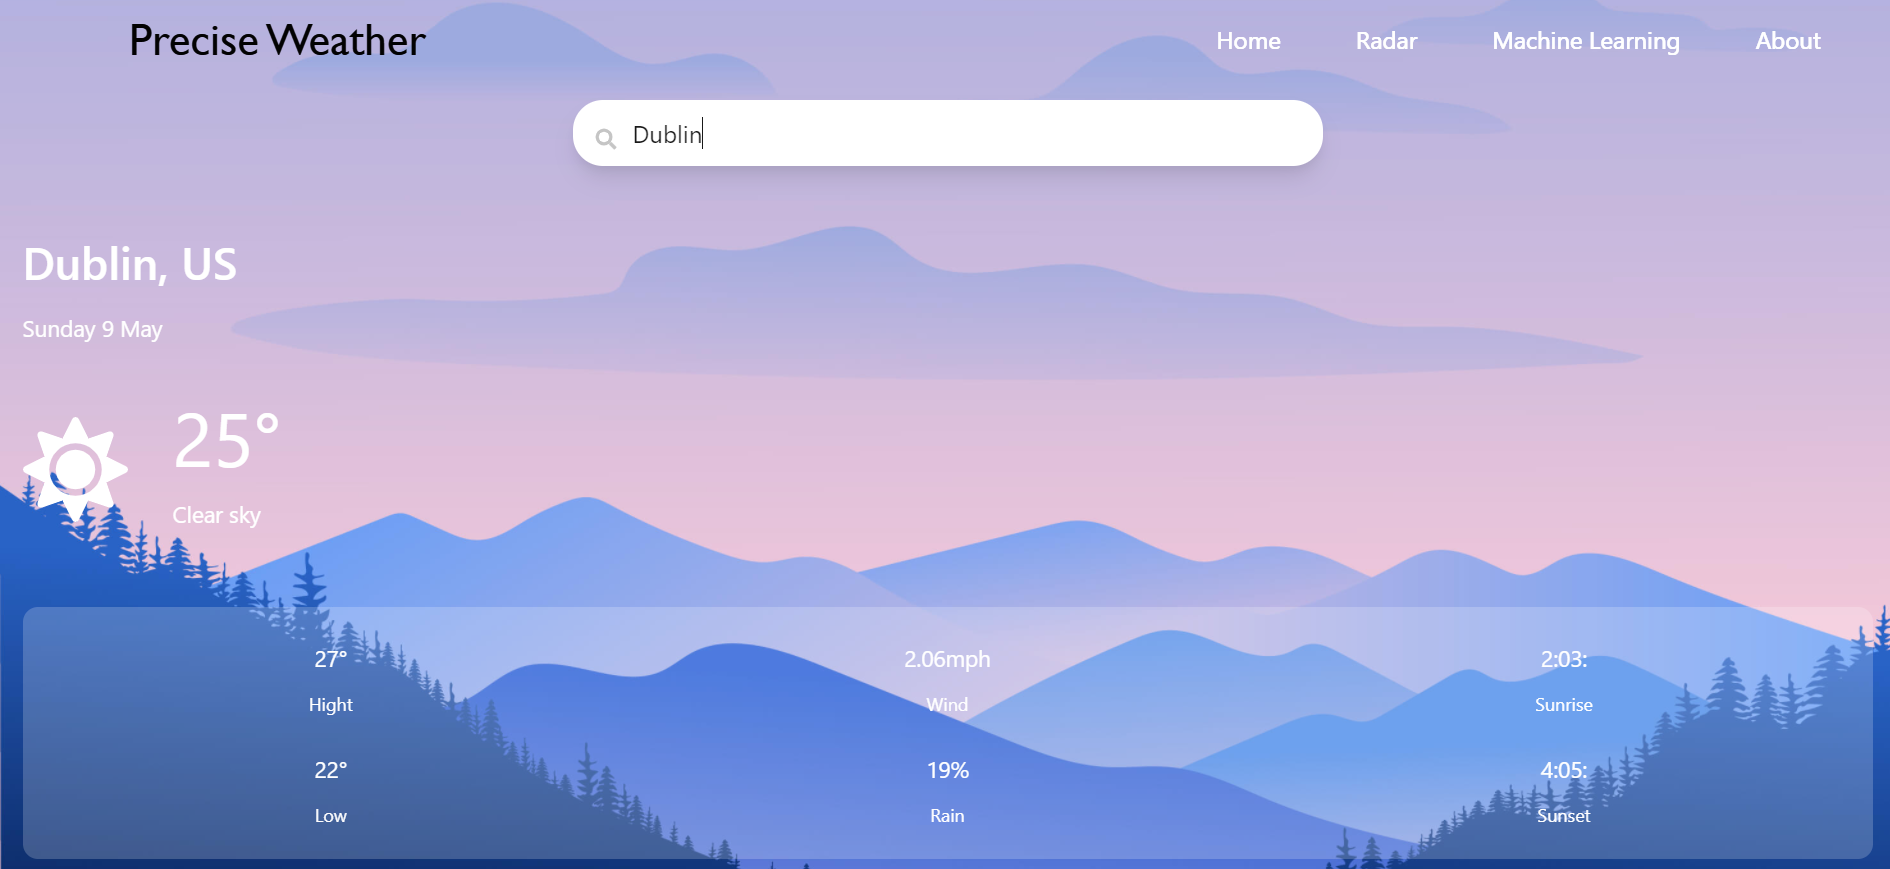 Precise Weather
Home Radar Machine Learning About
Dublin
Dublin, US
Sunday 9 May
25°
Clear sky
27° 2.06mph 2:03:
Hight Wind Sunrise
22° 19% 4:05:
Low Rain Sunset